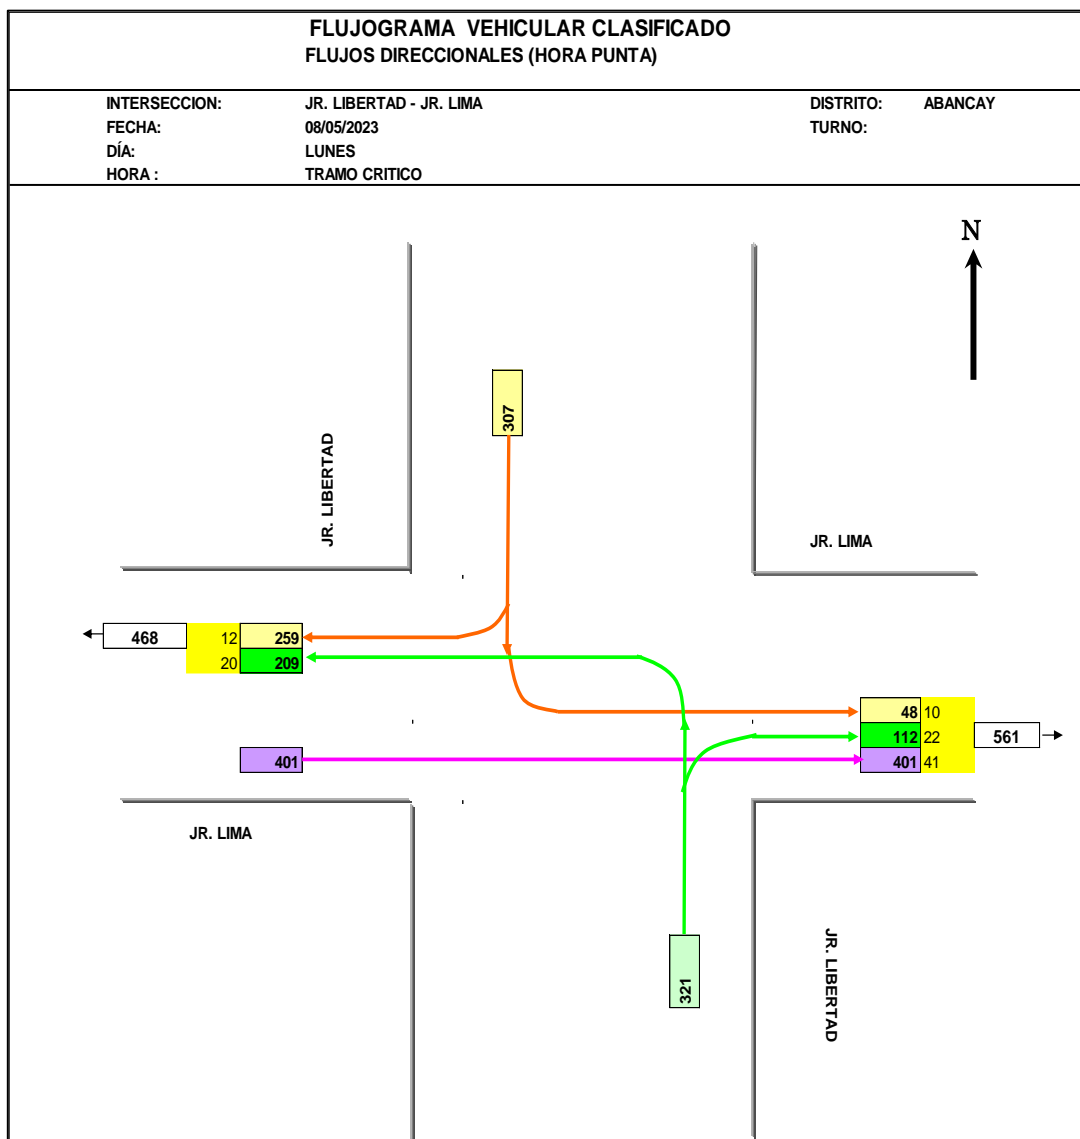 FLUJOGRAMA VEHICULAR CLASIFICADO
FLUJOS DIRECCIONALES (HORA PUNTA)
INTERSECCION: JR. LIBERTAD - JR. LIMA DISTRITO: ABANCAY
FECHA: 08/05/2023 TURNO:
DÍA: LUNES
HORA : TRAMO CRITICO
N
307
JR. LIBERTAD
JR. LIMA
468 12 259
20 209
48 10
112 22 561
401 401 41
JR. LIMA
321
JR. LIBERTAD